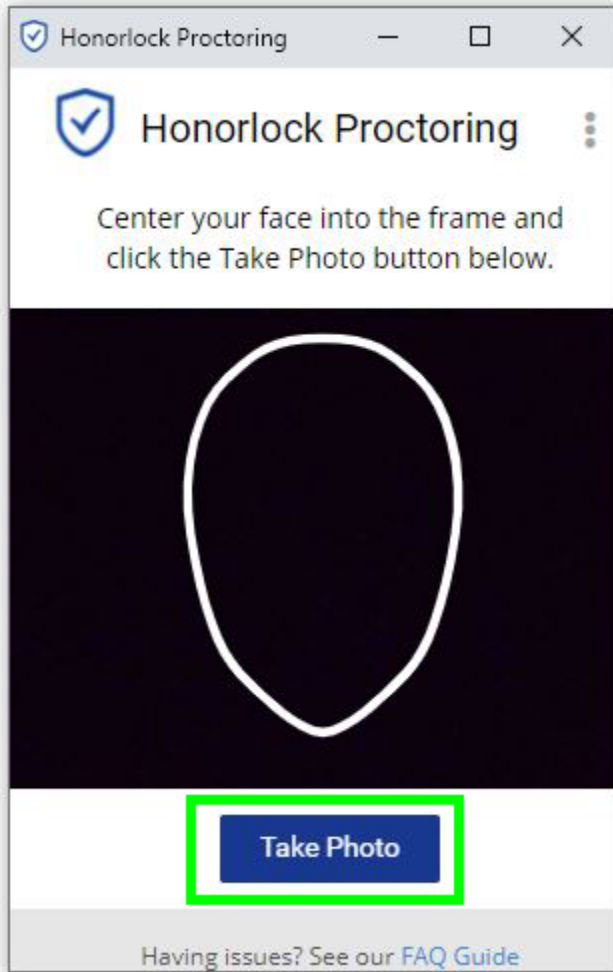 Honorlock Proctoring
Honorlock Proctoring
Center your face into the frame and
click the Take Photo button below.
Take Photo
Having issues? See our FAQ Guide